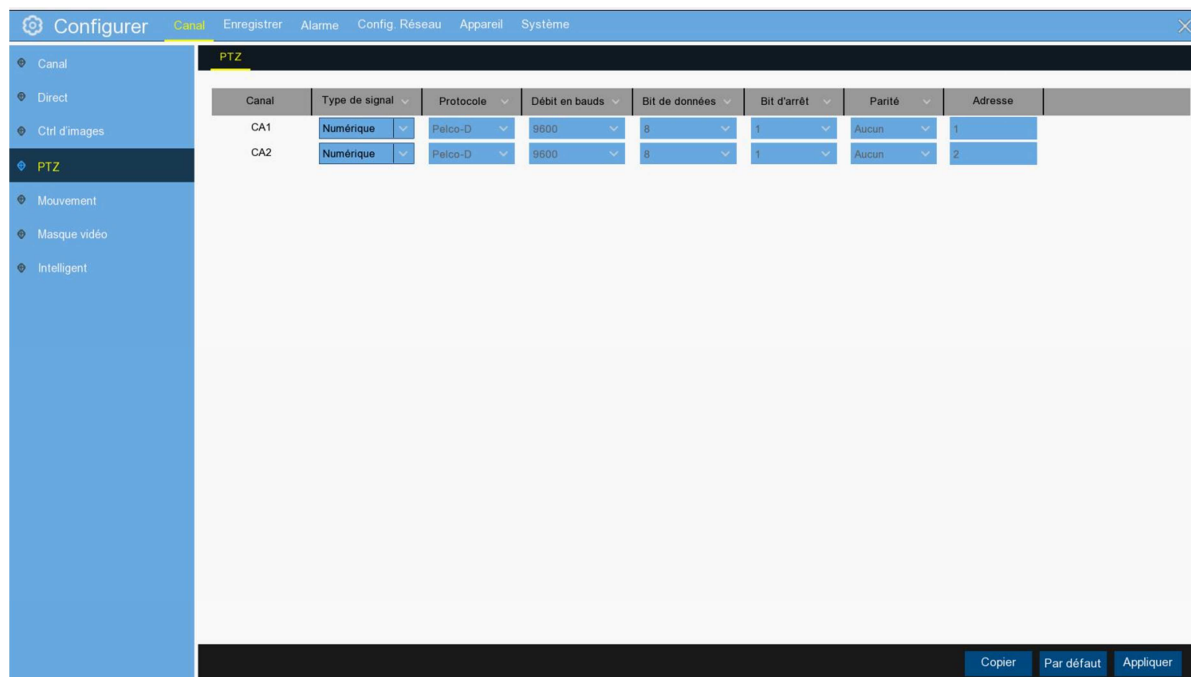 Configurer Canal Enregistrer Alarme Config. Réseau Appareil Système
Canal
Direct
Ctrl d'images
PTZ
Mouvement
Masque vidéo
Intelligent
PTZ
Canal Type de signal Protocole Débit en bauds Bit de données Bit d'arrêt Parité Adresse
CA1 Numérique Pelco-D 9600 8 1 Aucun 1
CA2 Numérique Pelco-D 9600 8 1 Aucun 2
Copier Par défaut Appliquer